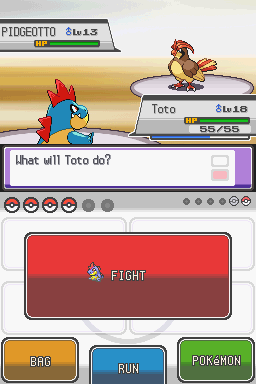 PIDGEOTTO ♂Lv13
HP
Toto ♂Lv18
HP
55/55
What will Toto do?
FIGHT
BAG
RUN
POKéMON